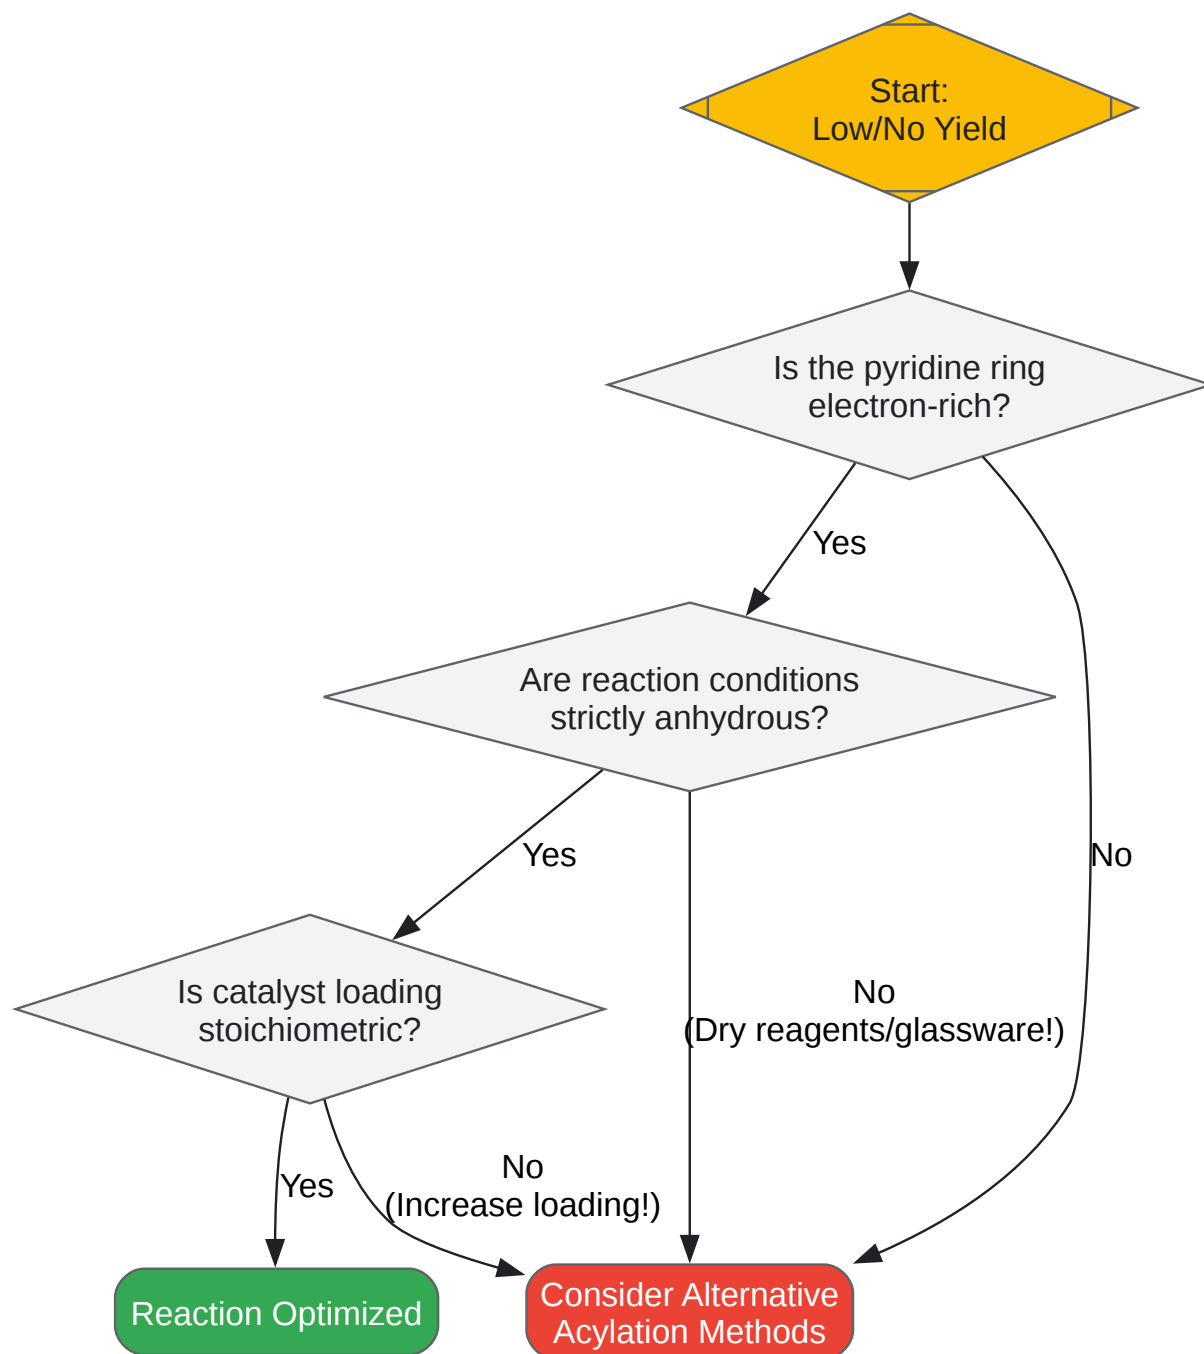 Start:
Low/No Yield
Is the pyridine ring
electron-rich?
Yes
Are reaction conditions
strictly anhydrous?
Yes
No
Is catalyst loading
stoichiometric?
No
(Dry reagents/glassware!)
Yes
No
(Increase loading!)
Reaction Optimized
Consider Alternative
Acylation Methods